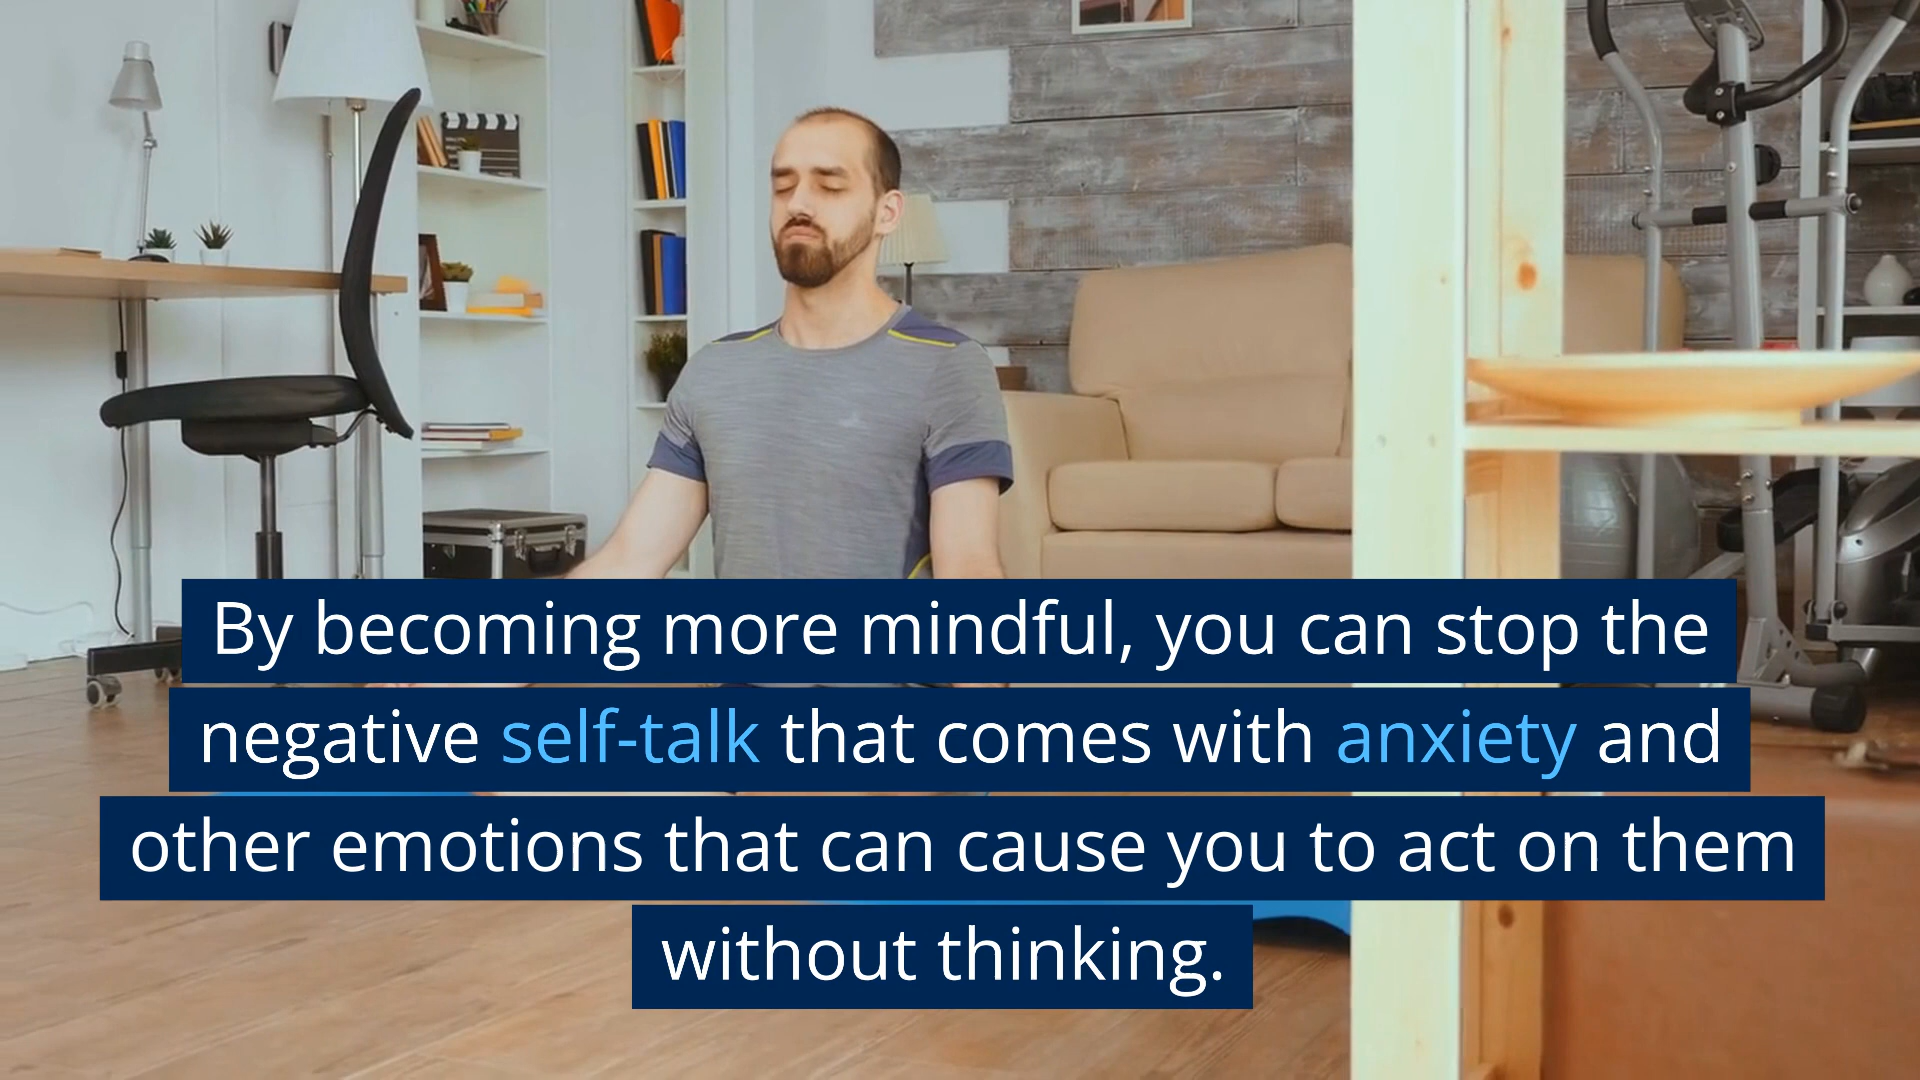 By becoming more mindful, you can stop the
negative self-talk that comes with anxiety and
other emotions that can cause you to act on them
without thinking.